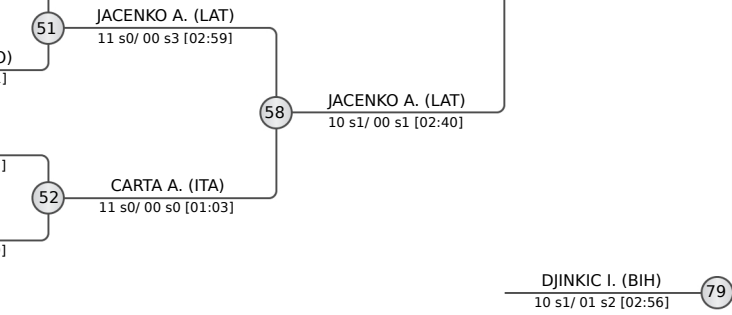 JACENKO A. (LAT)
51
11 s0/ 00 s3 [02:59]
)
]
JACENKO A. (LAT)
58
10 s1/ 00 s1 [02:40]
]
CARTA A. (ITA)
52
11 s0/ 00 s0 [01:03]
]
DJINKIC I. (BIH)
79
10 s1/ 01 s2 [02:56]